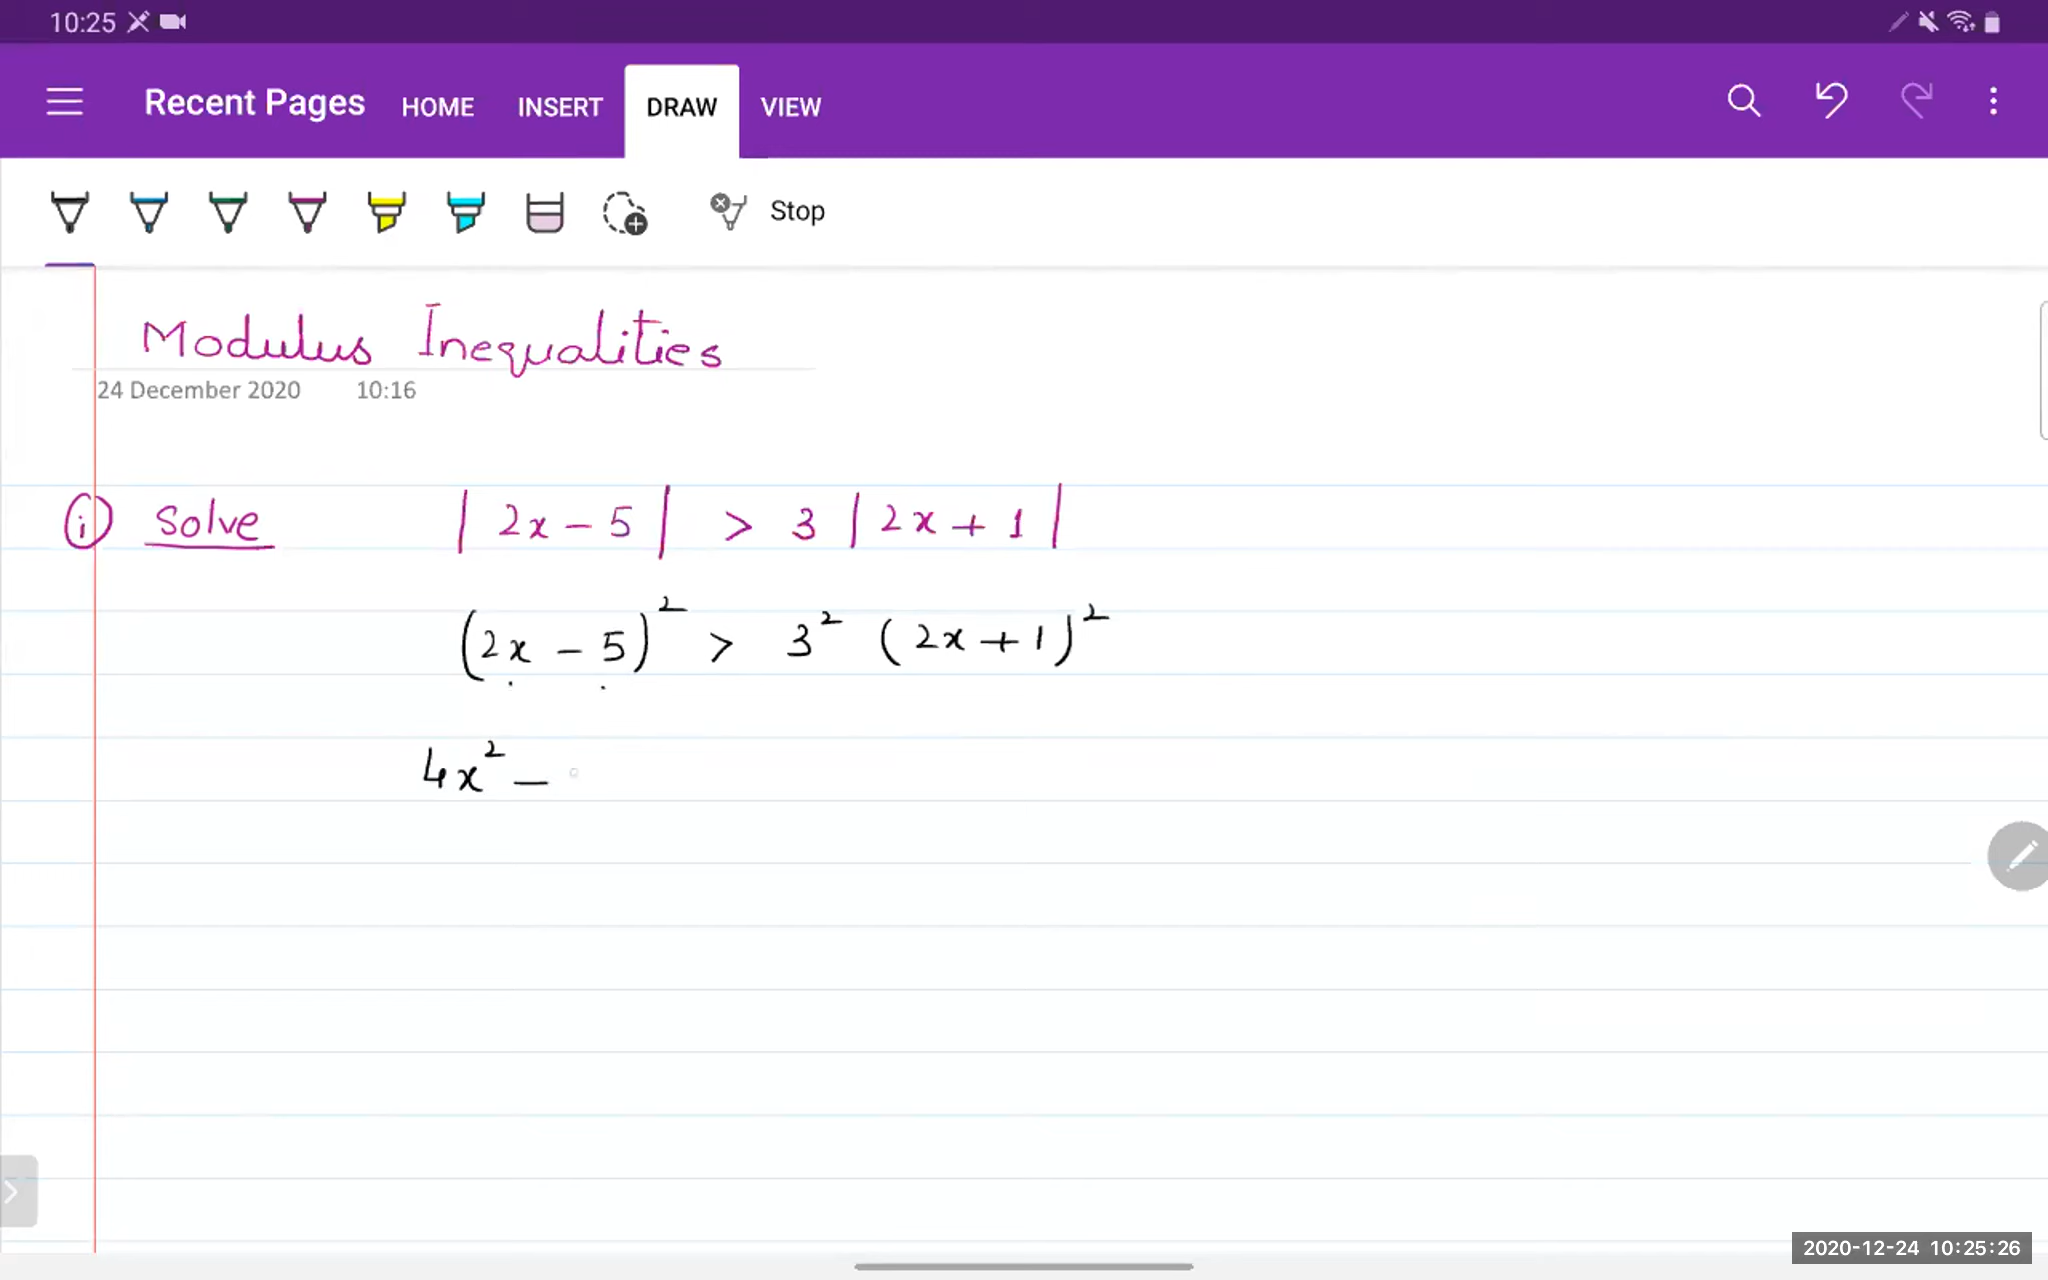 10:25
Recent Pages HOME INSERT DRAW VIEW
Stop
Modulus Inequalities
24 December 2020 10:16
(i) Solve |2x - 5| > 3|2x + 1|
(2x - 5)² > 3² (2x + 1)²
4x² -
2020-12-24 10:25:26